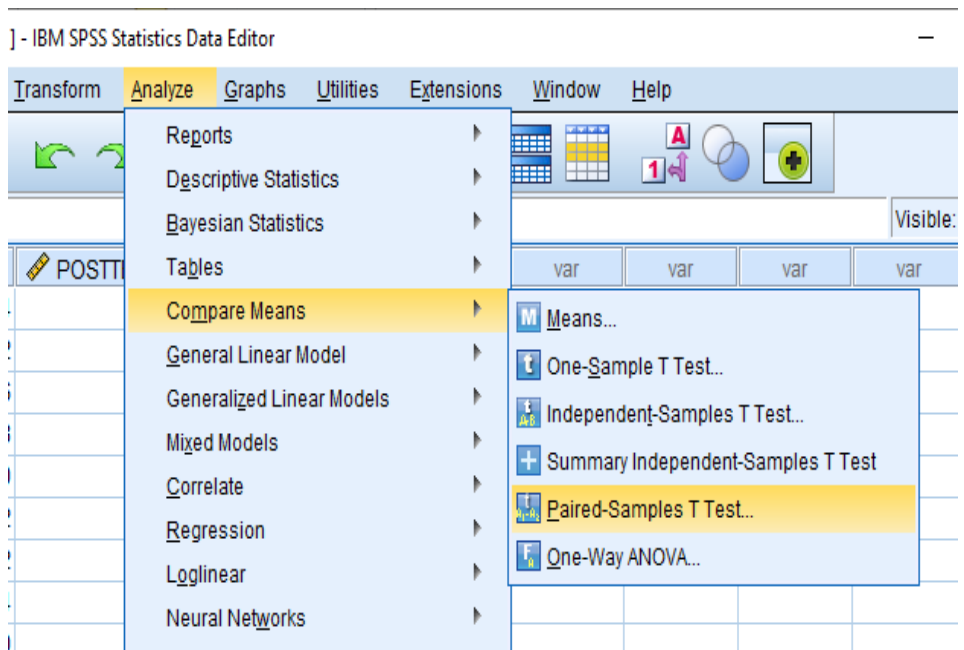 ] - IBM SPSS Statistics Data Editor
Transform Analyze Graphs Utilities Extensions Window Help
Reports
Descriptive Statistics
Bayesian Statistics
Visible:
POSTT
Tables
var var var var
Compare Means
Means...
General Linear Model
One-Sample T Test...
Generalized Linear Models
Independent-Samples T Test...
Mixed Models
Summary Independent-Samples T Test
Correlate
Paired-Samples T Test...
Regression
One-Way ANOVA...
Loglinear
Neural Networks